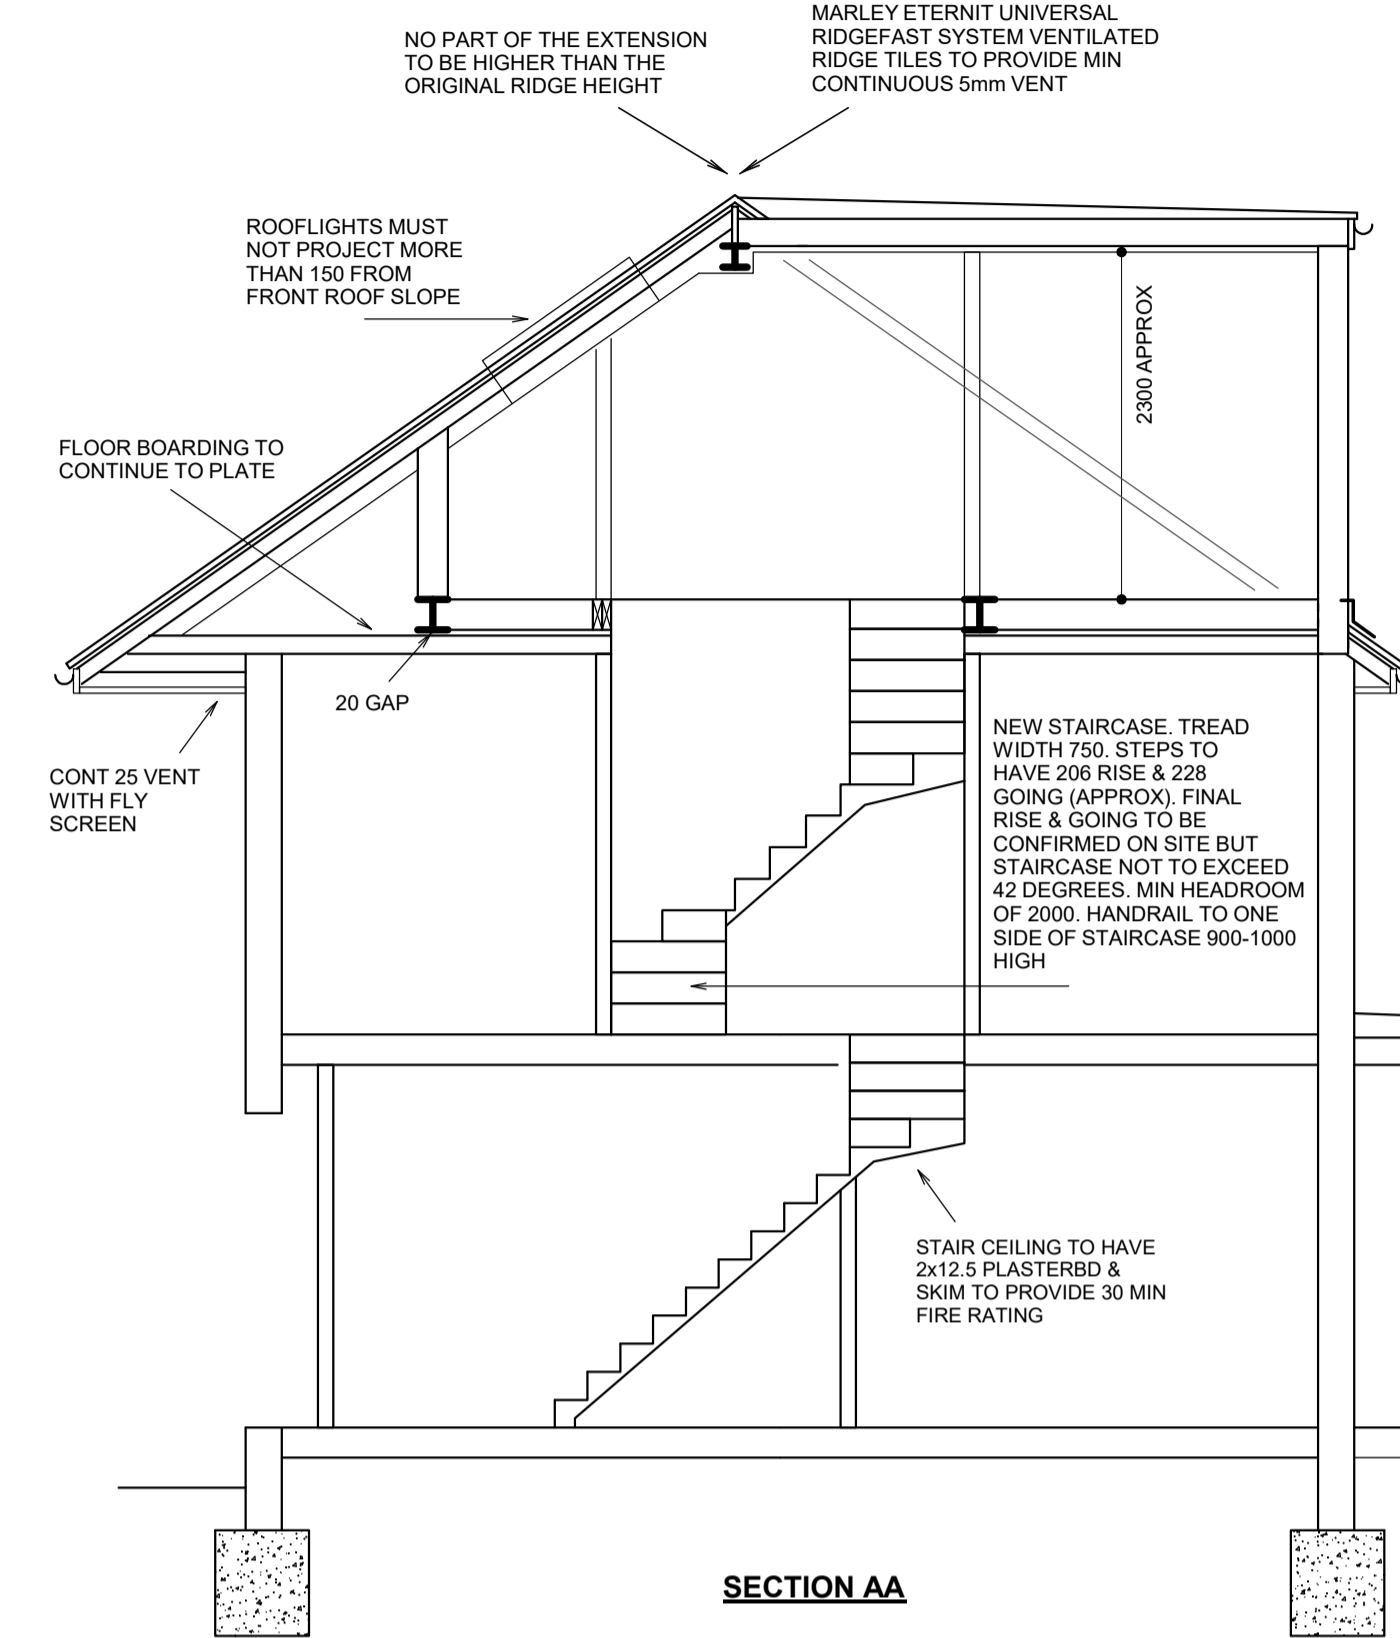 NO PART OF THE EXTENSION
TO BE HIGHER THAN THE
ORIGINAL RIDGE HEIGHT
MARLEY ETERNIT UNIVERSAL
RIDGEFAST SYSTEM VENTILATED
RIDGE TILES TO PROVIDE MIN
CONTINUOUS 5mm VENT
ROOFLIGHTS MUST
NOT PROJECT MORE
THAN 150 FROM
FRONT ROOF SLOPE
2300 APPROX
FLOOR BOARDING TO
CONTINUE TO PLATE
20 GAP
CONT 25 VENT
WITH FLY
SCREEN
NEW STAIRCASE. TREAD
WIDTH 750. STEPS TO
HAVE 206 RISE & 228
GOING (APPROX). FINAL
RISE & GOING TO BE
CONFIRMED ON SITE BUT
STAIRCASE NOT TO EXCEED
42 DEGREES. MIN HEADROOM
OF 2000. HANDRAIL TO ONE
SIDE OF STAIRCASE 900-1000
HIGH
STAIR CEILING TO HAVE
2x12.5 PLASTERBD &
SKIM TO PROVIDE 30 MIN
FIRE RATING
SECTION AA